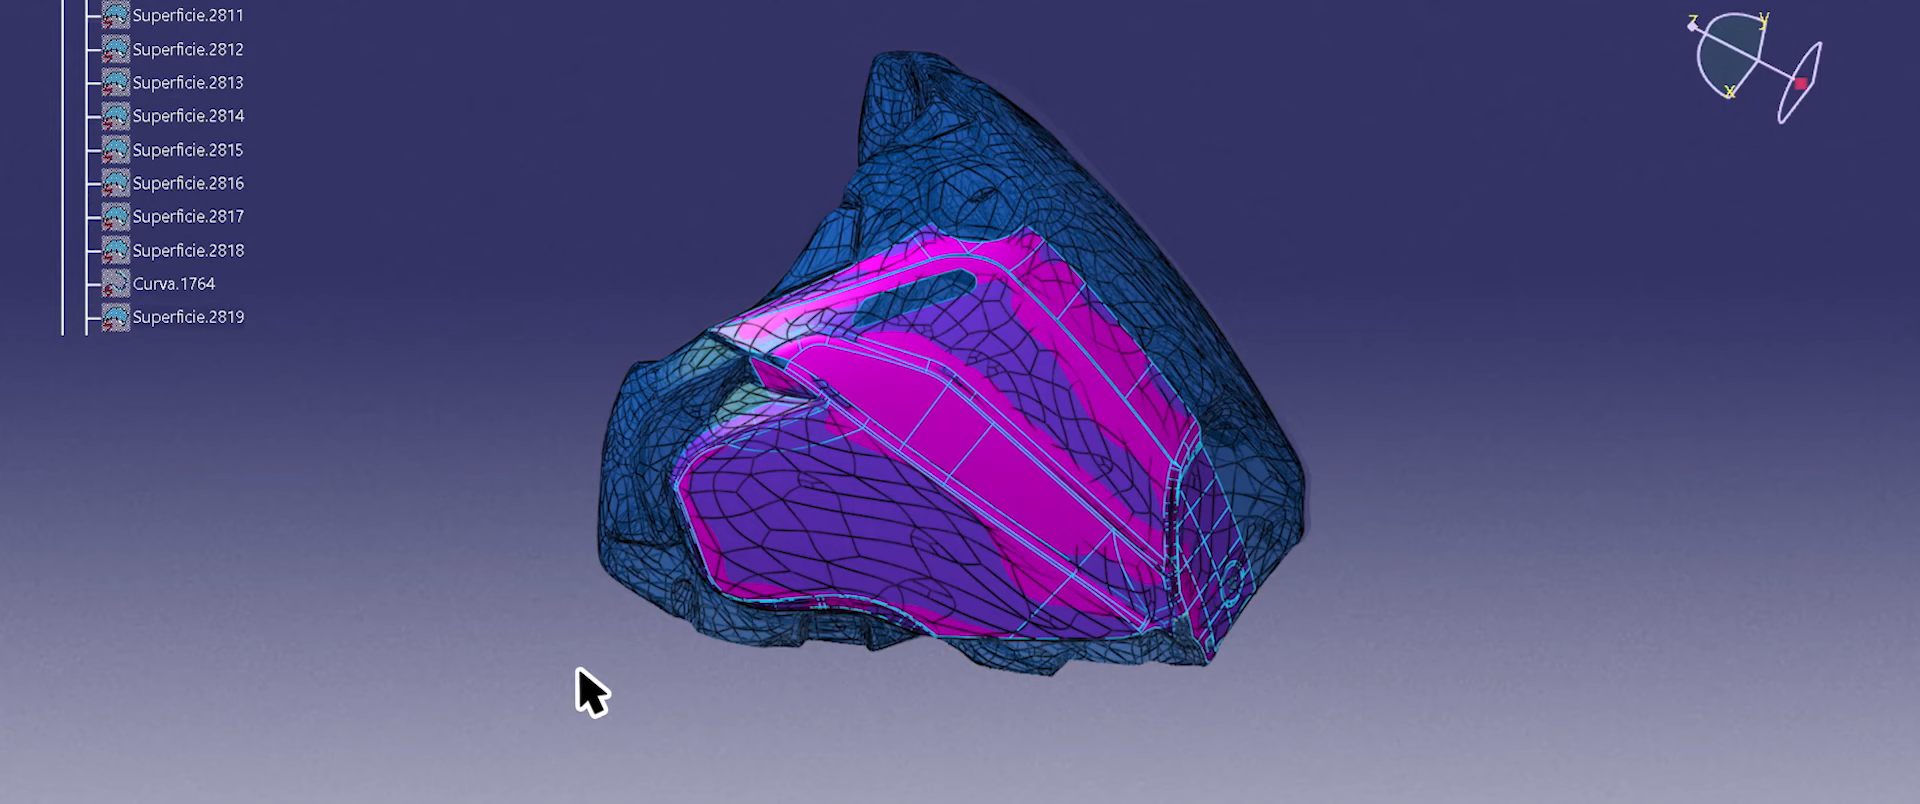 Superficie.2811
Superficie.2812
Superficie.2813
Superficie.2814
Superficie.2815
Superficie.2816
Superficie.2817
Superficie.2818
Curva.1764
Superficie.2819
z
y
x